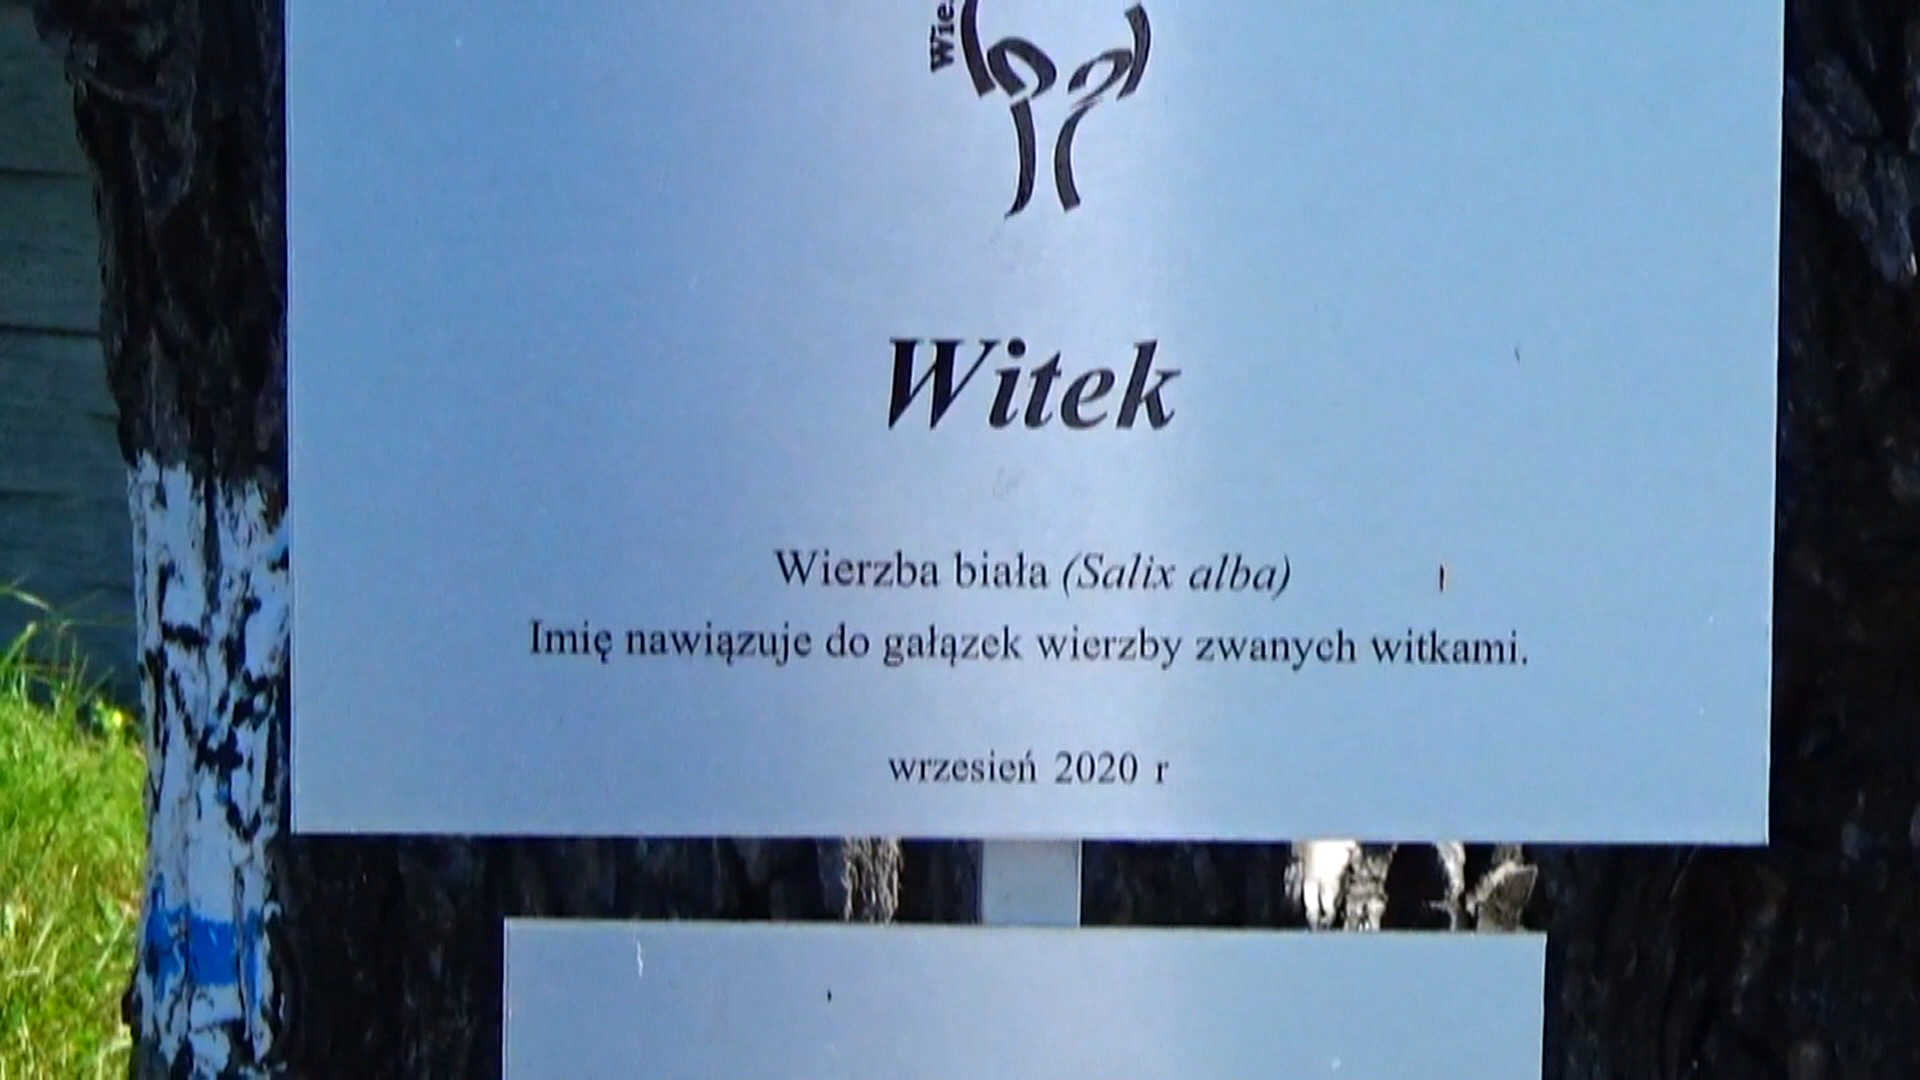 Witek
Wierzba biała (Salix alba)
Imię nawiązuje do gałązek wierzby zwanych witkami.
wrzesień 2020 r